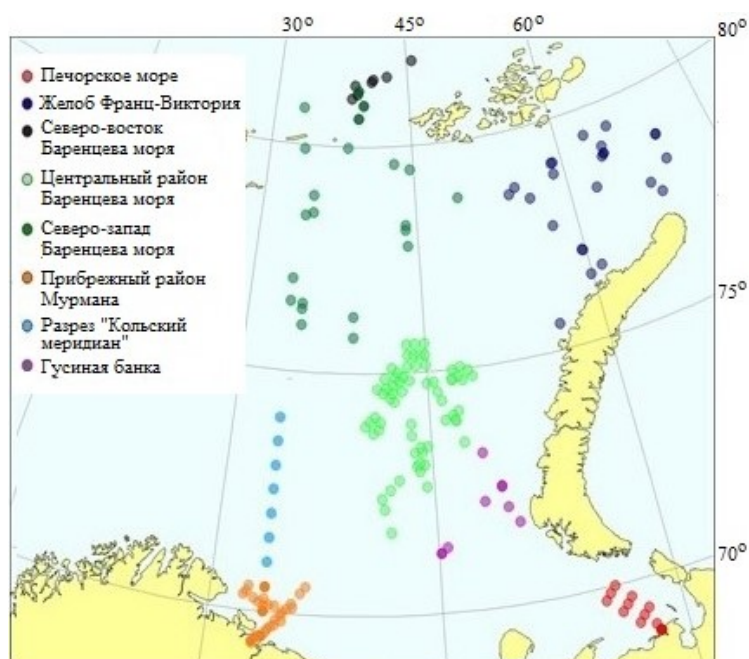 30° 45° 60° 80°
Печорское море
Желоб Франц-Виктория
Северо-восток
Баренцева моря
Центральный район
Баренцева моря
Северо-запад
Баренцева моря
Прибрежный район
Мурмана
Разрез "Кольский
меридиан"
Гусиная банка
75°
70°